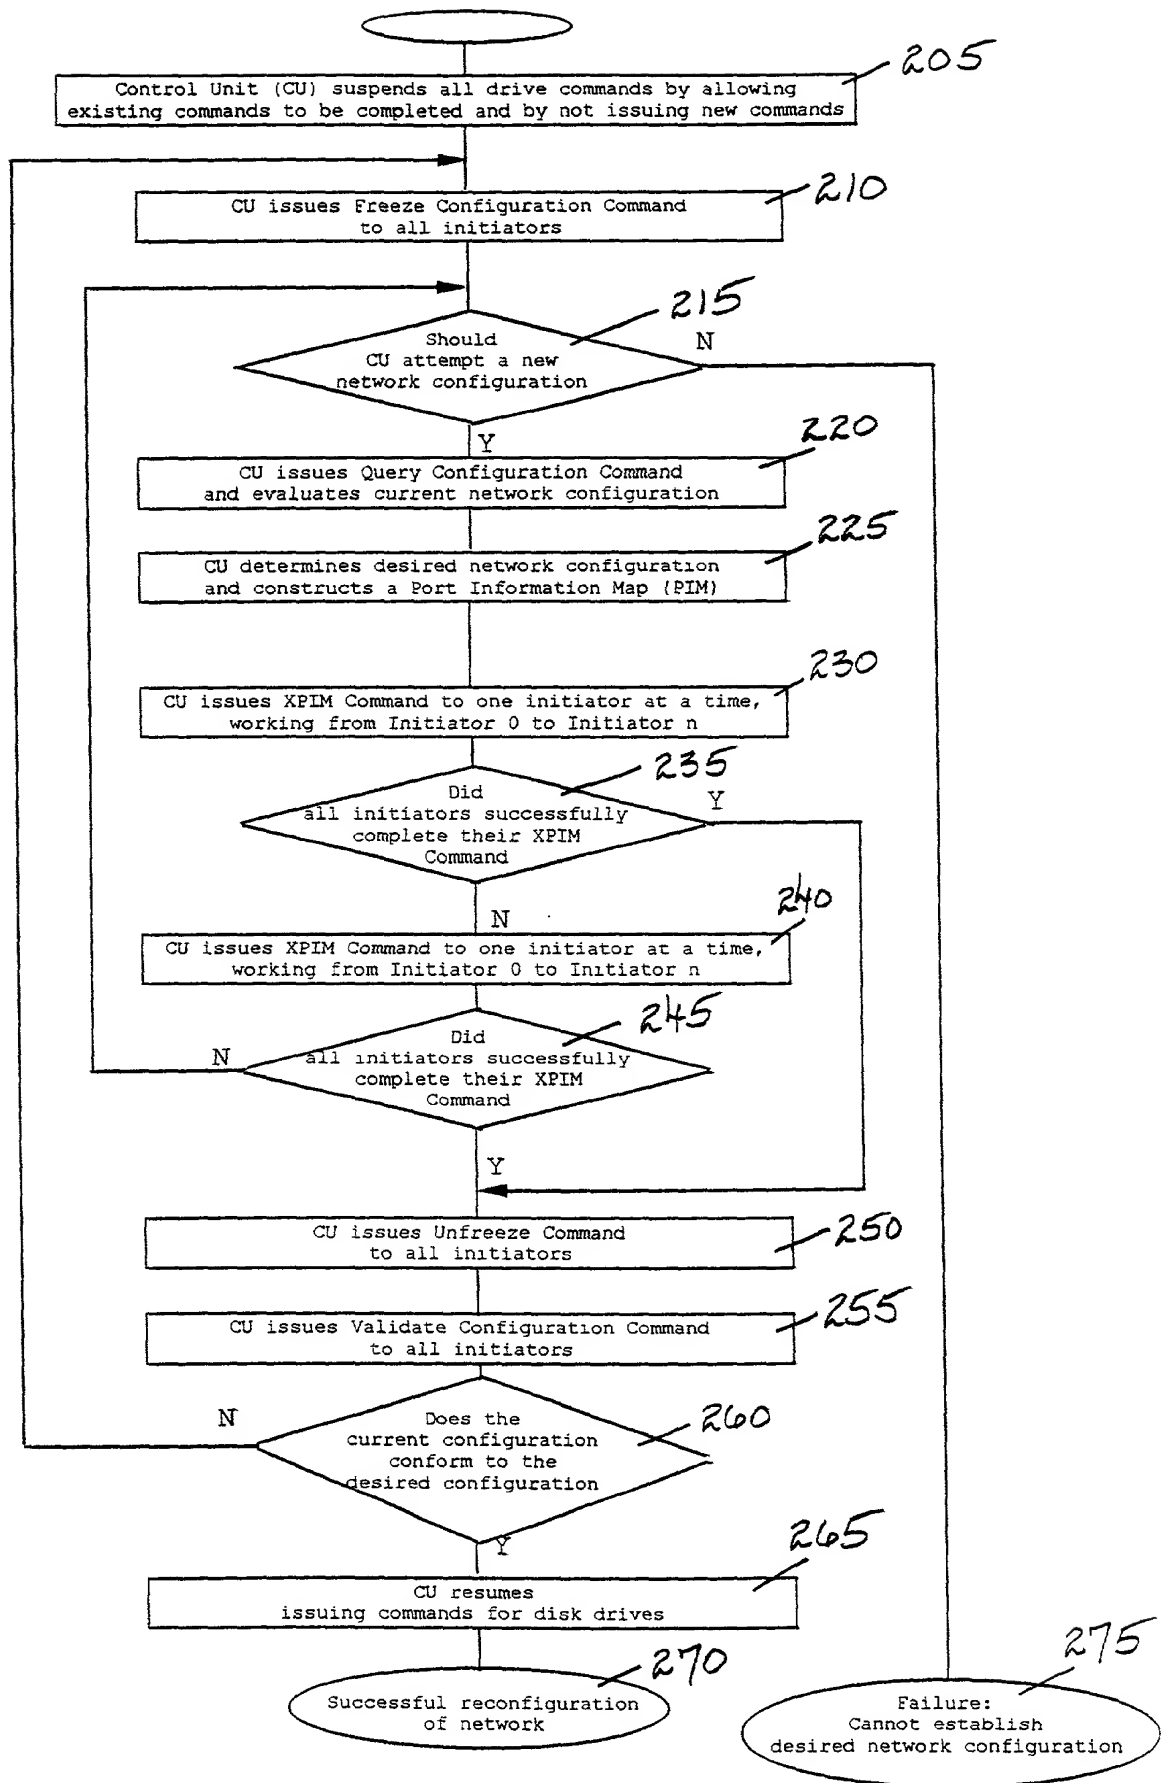 205
Control Unit (CU) suspends all drive commands by allowing
existing commands to be completed and by not issuing new commands
210
CU issues Freeze Configuration Command
to all initiators
215
Should
CU attempt a new
network configuration
N
Y
220
CU issues Query Configuration Command
and evaluates current network configuration
225
CU determines desired network configuration
and constructs a Port Information Map (PIM)
230
CU issues XPIM Command to one initiator at a time,
working from Initiator 0 to Initiator n
235
Did
all initiators successfully
complete their XPIM
Command
Y
N
240
CU issues XPIM Command to one initiator at a time,
working from Initiator 0 to Initiator n
245
Did
all initiators successfully
complete their XPIM
Command
N
Y
250
CU issues Unfreeze Command
to all initiators
255
CU issues Validate Configuration Command
to all initiators
260
Does the
current configuration
conform to the
desired configuration
N
Y
265
CU resumes
issuing commands for disk drives
270
Successful reconfiguration
of network
275
Failure:
Cannot establish
desired network configuration